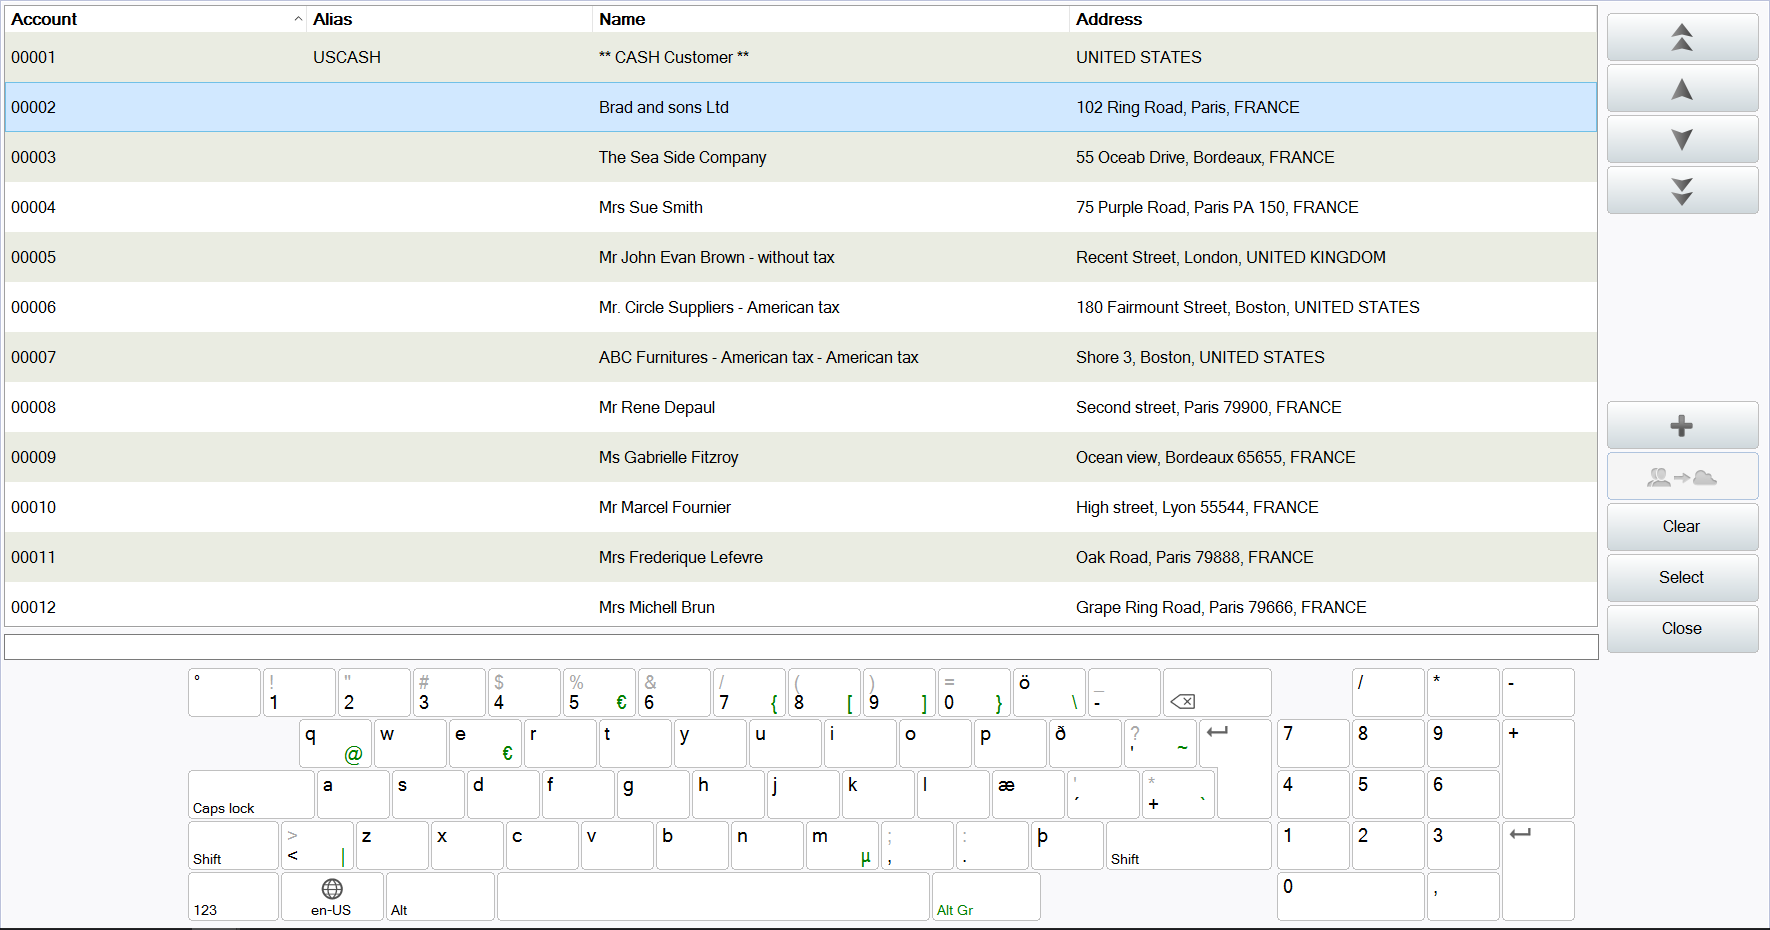 Account Alias Name Address
00001 USCASH ** CASH Customer ** UNITED STATES
00002 Brad and sons Ltd 102 Ring Road, Paris, FRANCE
00003 The Sea Side Company 55 Oceab Drive, Bordeaux, FRANCE
00004 Mrs Sue Smith 75 Purple Road, Paris PA 150, FRANCE
00005 Mr John Evan Brown - without tax Recent Street, London, UNITED KINGDOM
00006 Mr. Circle Suppliers - American tax 180 Fairmount Street, Boston, UNITED STATES
00007 ABC Furnitures - American tax - American tax Shore 3, Boston, UNITED STATES
00008 Mr Rene Depaul Second street, Paris 79900, FRANCE
00009 Ms Gabrielle Fitzroy Ocean view, Bordeaux 65655, FRANCE
00010 Mr Marcel Fournier High street, Lyon 55544, FRANCE
00011 Mrs Frederique Lefevre Oak Road, Paris 79888, FRANCE
00012 Mrs Michell Brun Grape Ring Road, Paris 79666, FRANCE
Clear
Select
Close
° ! 1 " 2 # 3 $ 4 % 5 € & 6 / 7 { ( 8 [ ) 9 ] = 0 } ö \ _ - / * -
q @ w e € r t y u i o p ð ? ' ~ 7 8 9 +
Caps lock a s d f g h j k l æ ' ´ * + ` 4 5 6
Shift > < | z x c v b n m µ ; , : . þ Shift 1 2 3
123 en-US Alt Alt Gr 0 ,